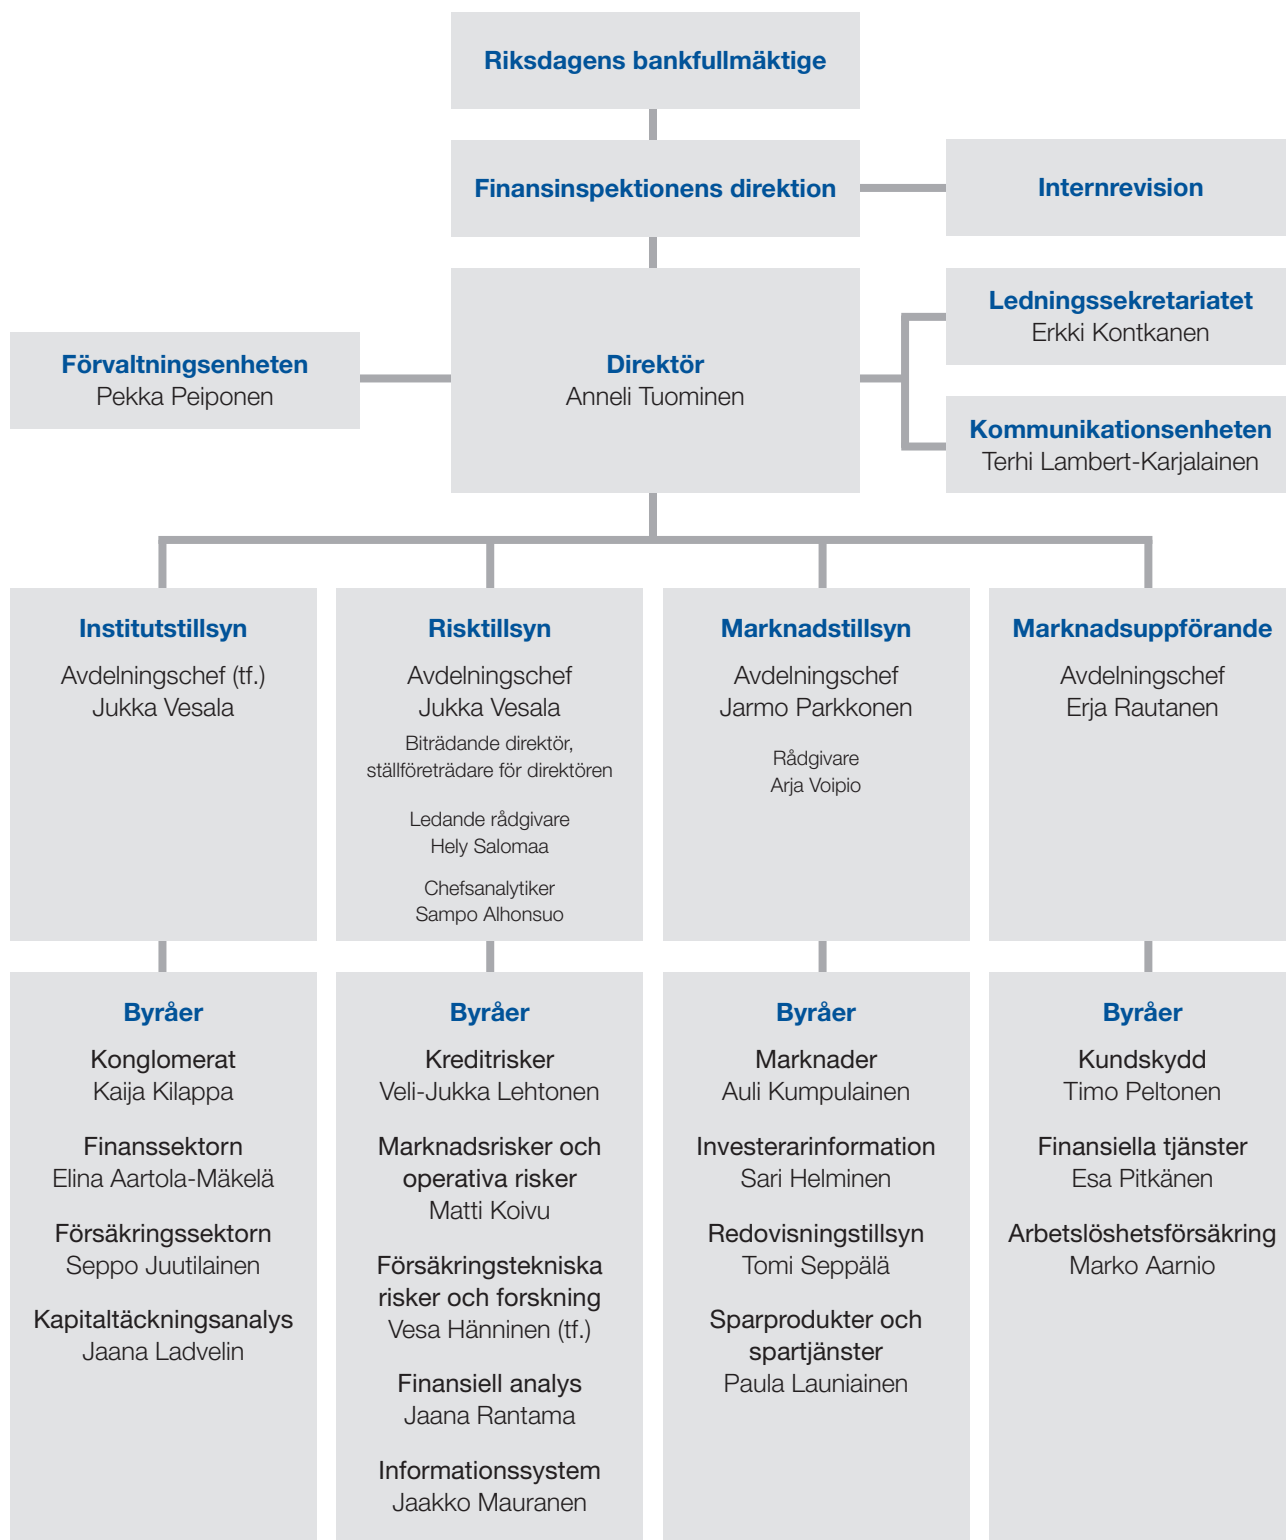 Riksdagens bankfullmäktige
Finansinspektionens direktion
Internrevision
Ledningssekretariatet
Erkki Kontkanen
Förvaltningsenheten
Pekka Peiponen
Direktör
Anneli Tuominen
Kommunikationsenheten
Terhi Lambert-Karjalainen
Institutstillsyn
Avdelningschef (tf.)
Jukka Vesala
Risktillsyn
Avdelningschef
Jukka Vesala
Biträdande direktör,
ställföreträdare för direktören
Ledande rådgivare
Hely Salomaa
Chefsanalytiker
Sampo Alhonsuo
Marknadstillsyn
Avdelningschef
Jarmo Parkkonen
Rådgivare
Arja Voipio
Marknadsuppförande
Avdelningschef
Erja Rautanen
Byråer
Konglomerat
Kaija Kilappa
Finanssektorn
Elina Aartola-Mäkelä
Försäkringssektorn
Seppo Juutilainen
Kapitaltäckningsanalys
Jaana Ladvelin
Byråer
Kreditrisker
Veli-Jukka Lehtonen
Marknadsrisker och
operativa risker
Matti Koivu
Försäkringstekniska
risker och forskning
Vesa Hänninen (tf.)
Finansiell analys
Jaana Rantama
Informationssystem
Jaakko Mauranen
Byråer
Marknader
Auli Kumpulainen
Investerarinformation
Sari Helminen
Redovisningstillsyn
Tomi Seppälä
Sparprodukter och
spartjänster
Paula Launiainen
Byråer
Kundskydd
Timo Peltonen
Finansiella tjänster
Esa Pitkänen
Arbetslöshetsförsäkring
Marko Aarnio